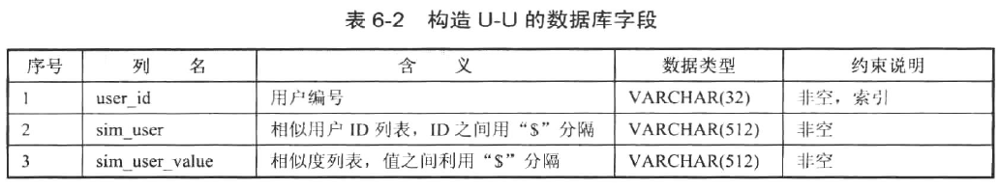 表 6-2 构造 U-U 的数据库字段
序号 列 名 含 义 数据类型 约束说明
1 user_id 用户编号 VARCHAR(32) 非空，索引
2 sim_user 相似用户 ID 列表，ID 之间用“$”分隔 VARCHAR(512) 非空
3 sim_user_value 相似度列表，值之间利用“$”分隔 VARCHAR(512) 非空